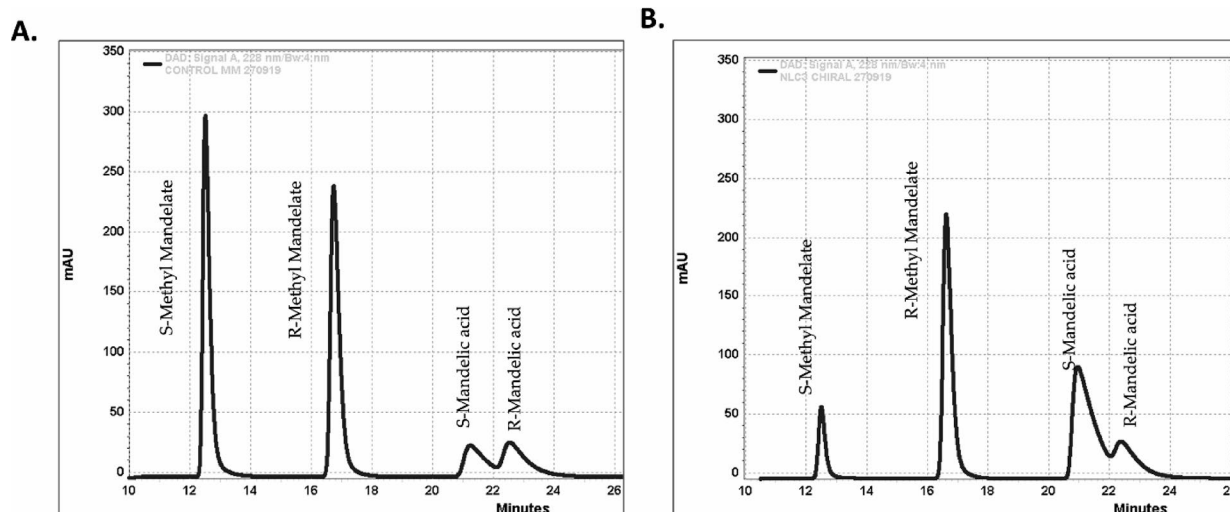 A.
DAD: Signal A, 228 nm/Bw:4 nm
CONTROL MM 270919
350
300
250
200
150
100
50
0
mAU
S-Methyl Mandelate
R-Methyl Mandelate
S-Mandelic acid
R-Mandelic acid
10 12 14 16 18 20 22 24 26
Minutes
B.
DAD: Signal A, 228 nm/Bw:4 nm
NLC3 CHIRAL 270919
350
300
250
200
150
100
50
0
mAU
S-Methyl Mandelate
R-Methyl Mandelate
S-Mandelic acid
R-Mandelic acid
10 12 14 16 18 20 22 24
Minutes